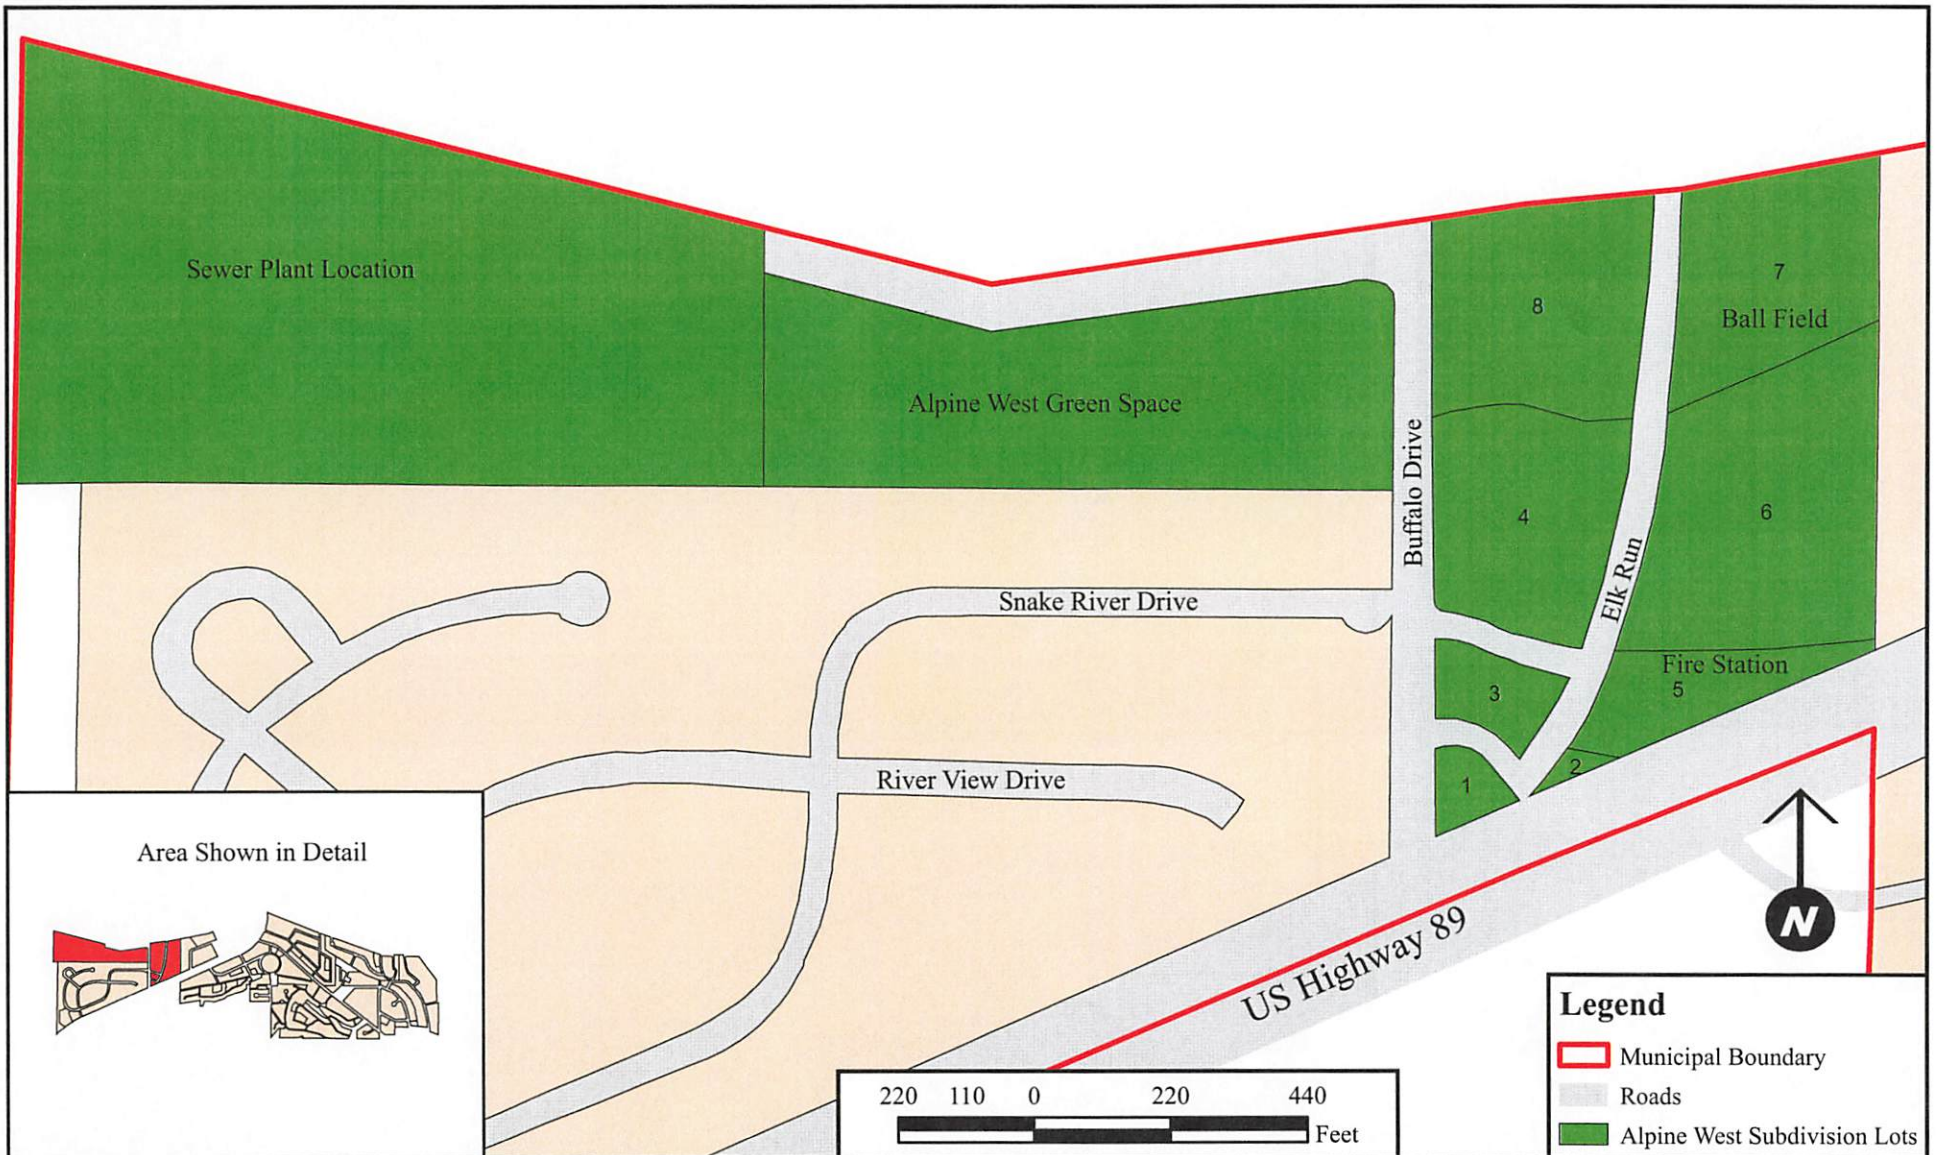 Sewer Plant Location
Alpine West Green Space
Buffalo Drive
8
7
Ball Field
4
6
Elk Run
Snake River Drive
Fire Station
5
3
2
1
River View Drive
US Highway 89
Area Shown in Detail
N
220 110 0 220 440
Feet
Legend
Municipal Boundary
Roads
Alpine West Subdivision Lots